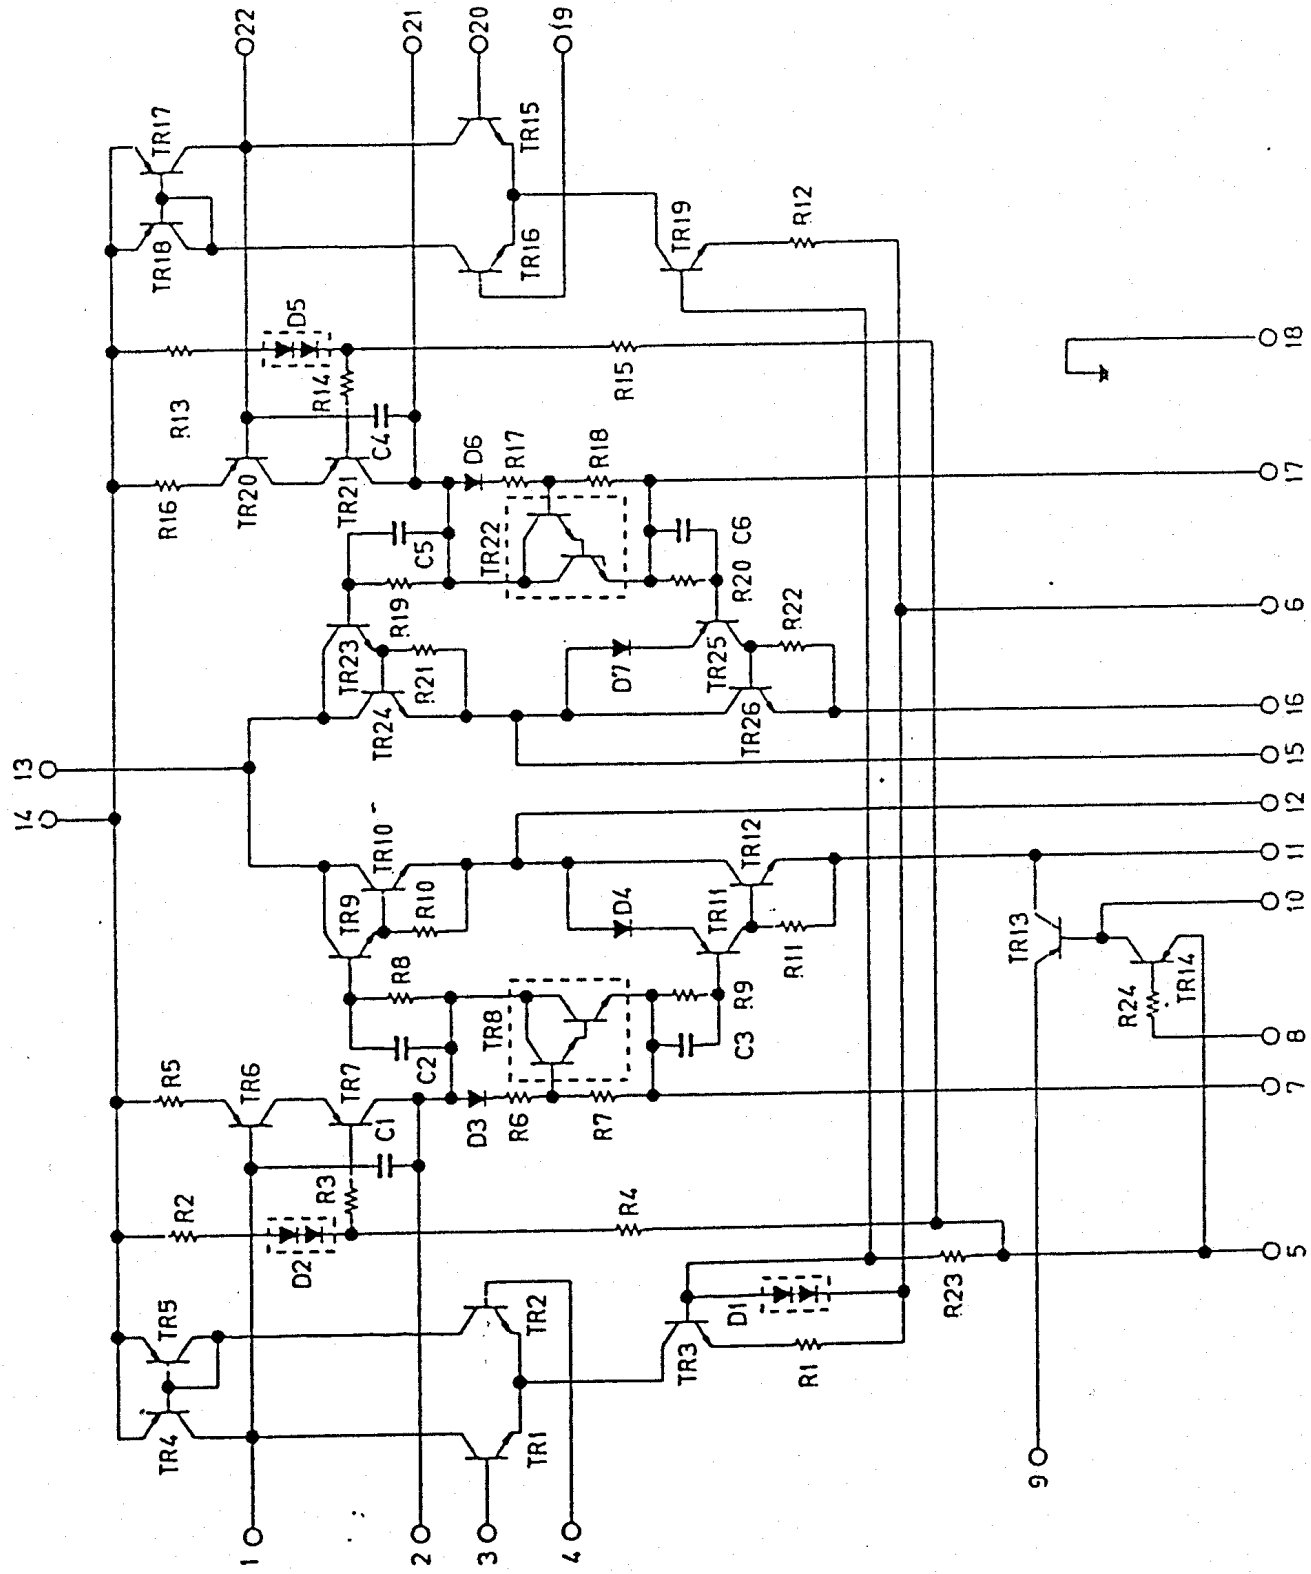 14 13
TR4 TR5 R2 R5 R16 R13 TR18 TR17
1 TR6 TR20 22
D2 R3 R14 D5
TR7 TR9 TR23 TR21
C1 TR10 TR24 C4
2 C2 R8 R10 R21 R19 C5 21
3 D3 TR8 TR22 D6 20
TR1 TR2 R6 R17 TR16 TR15
4 19
R7 R4 D4 D7 R18 R15
TR3 TR11 TR25 TR19
D1 C3 R9 TR12 TR26 R20 C6
R1 R11 R22 R12
R23
9 TR13
R24
TR14
5 7 8 10 11 12 15 16 6 17 18